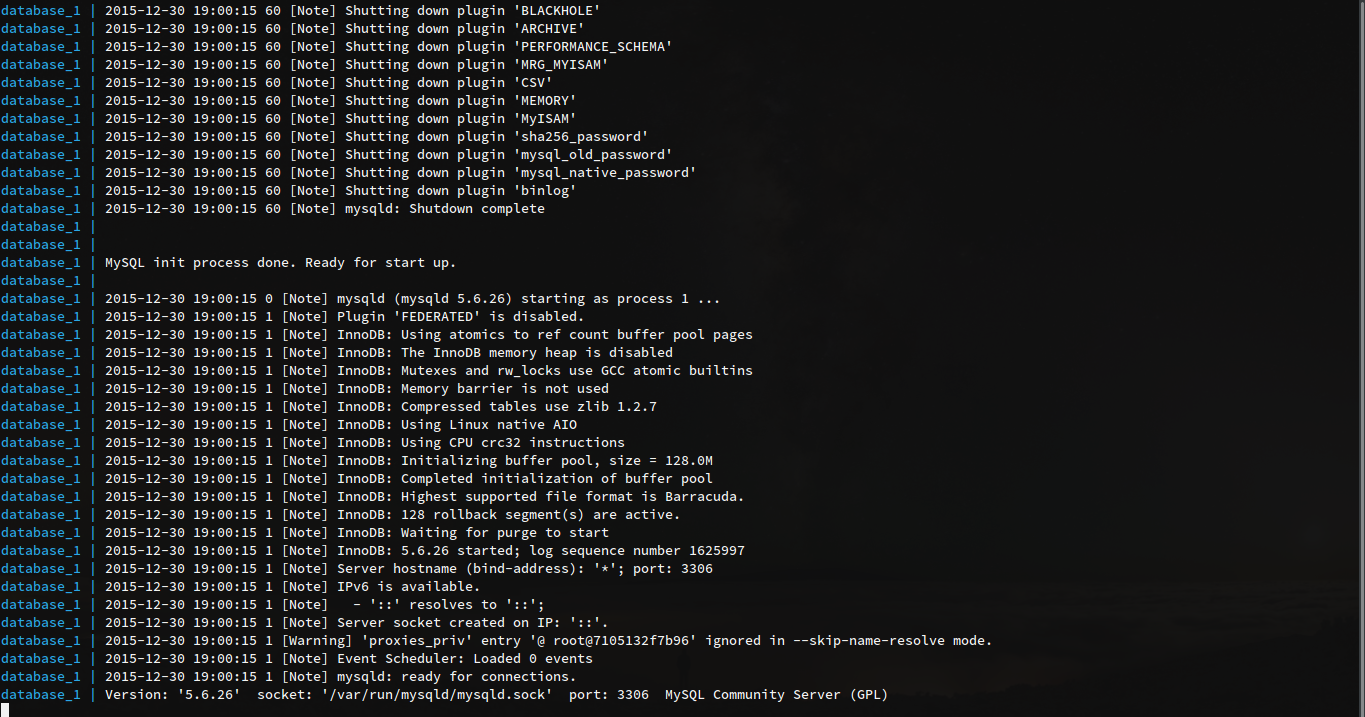 database_1 | 2015-12-30 19:00:15 60 [Note] Shutting down plugin 'BLACKHOLE'
database_1 | 2015-12-30 19:00:15 60 [Note] Shutting down plugin 'ARCHIVE'
database_1 | 2015-12-30 19:00:15 60 [Note] Shutting down plugin 'PERFORMANCE_SCHEMA'
database_1 | 2015-12-30 19:00:15 60 [Note] Shutting down plugin 'MRG_MYISAM'
database_1 | 2015-12-30 19:00:15 60 [Note] Shutting down plugin 'CSV'
database_1 | 2015-12-30 19:00:15 60 [Note] Shutting down plugin 'MEMORY'
database_1 | 2015-12-30 19:00:15 60 [Note] Shutting down plugin 'MyISAM'
database_1 | 2015-12-30 19:00:15 60 [Note] Shutting down plugin 'sha256_password'
database_1 | 2015-12-30 19:00:15 60 [Note] Shutting down plugin 'mysql_old_password'
database_1 | 2015-12-30 19:00:15 60 [Note] Shutting down plugin 'mysql_native_password'
database_1 | 2015-12-30 19:00:15 60 [Note] Shutting down plugin 'binlog'
database_1 | 2015-12-30 19:00:15 60 [Note] mysqld: Shutdown complete
database_1 |
database_1 |
database_1 | MySQL init process done. Ready for start up.
database_1 |
database_1 | 2015-12-30 19:00:15 0 [Note] mysqld (mysqld 5.6.26) starting as process 1 ...
database_1 | 2015-12-30 19:00:15 1 [Note] Plugin 'FEDERATED' is disabled.
database_1 | 2015-12-30 19:00:15 1 [Note] InnoDB: Using atomics to ref count buffer pool pages
database_1 | 2015-12-30 19:00:15 1 [Note] InnoDB: The InnoDB memory heap is disabled
database_1 | 2015-12-30 19:00:15 1 [Note] InnoDB: Mutexes and rw_locks use GCC atomic builtins
database_1 | 2015-12-30 19:00:15 1 [Note] InnoDB: Memory barrier is not used
database_1 | 2015-12-30 19:00:15 1 [Note] InnoDB: Compressed tables use zlib 1.2.7
database_1 | 2015-12-30 19:00:15 1 [Note] InnoDB: Using Linux native AIO
database_1 | 2015-12-30 19:00:15 1 [Note] InnoDB: Using CPU crc32 instructions
database_1 | 2015-12-30 19:00:15 1 [Note] InnoDB: Initializing buffer pool, size = 128.0M
database_1 | 2015-12-30 19:00:15 1 [Note] InnoDB: Completed initialization of buffer pool
database_1 | 2015-12-30 19:00:15 1 [Note] InnoDB: Highest supported file format is Barracuda.
database_1 | 2015-12-30 19:00:15 1 [Note] InnoDB: 128 rollback segment(s) are active.
database_1 | 2015-12-30 19:00:15 1 [Note] InnoDB: Waiting for purge to start
database_1 | 2015-12-30 19:00:15 1 [Note] InnoDB: 5.6.26 started; log sequence number 1625997
database_1 | 2015-12-30 19:00:15 1 [Note] Server hostname (bind-address): '*'; port: 3306
database_1 | 2015-12-30 19:00:15 1 [Note] IPv6 is available.
database_1 | 2015-12-30 19:00:15 1 [Note]   - '::' resolves to '::';
database_1 | 2015-12-30 19:00:15 1 [Note] Server socket created on IP: '::'.
database_1 | 2015-12-30 19:00:15 1 [Warning] 'proxies_priv' entry '@ root@7105132f7b96' ignored in --skip-name-resolve mode.
database_1 | 2015-12-30 19:00:15 1 [Note] Event Scheduler: Loaded 0 events
database_1 | 2015-12-30 19:00:15 1 [Note] mysqld: ready for connections.
database_1 | Version: '5.6.26'  socket: '/var/run/mysqld/mysqld.sock'  port: 3306  MySQL Community Server (GPL)